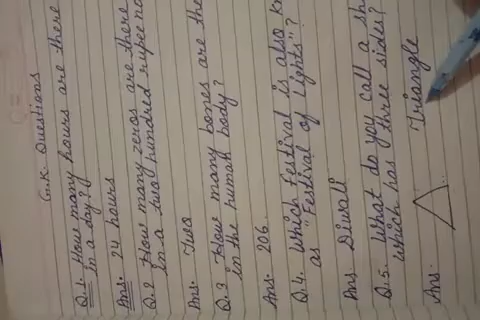 G.K. Questions
Q.1. How many hours are there
in a day?
Ans. 24 hours
Q.2 How many zeros are there
in a two hundred rupee no
Ans. Two
Q.3 How many bones are the
in the human body?
Ans. 206.
Q.4. Which festival is also k
as "Festival of Lights"?
Ans Diwali
Q.5. What do you call a sh
which has three sides?
Ans. Triangle